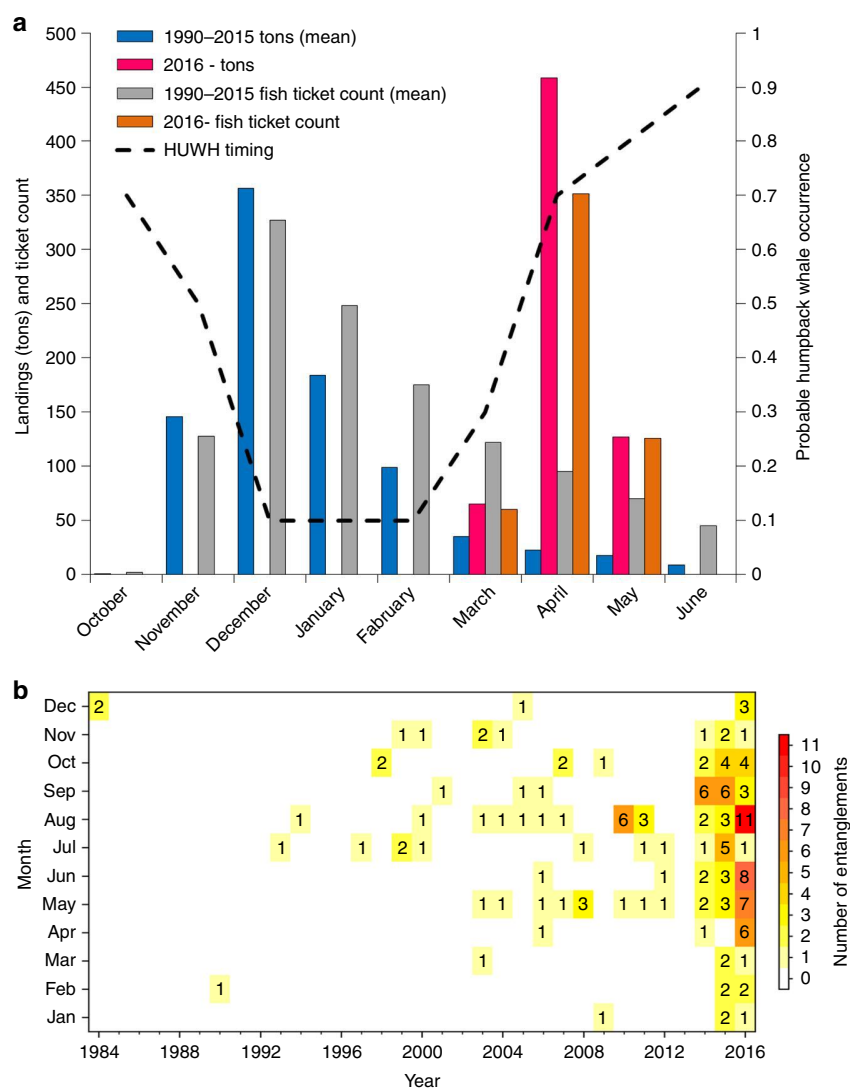 a
Landings (tons) and ticket count
500
450
400
350
300
250
200
150
100
50
0
1990–2015 tons (mean)
2016 - tons
1990–2015 fish ticket count (mean)
2016- fish ticket count
HUWH timing
1
0.9
0.8
0.7
0.6
0.5
0.4
0.3
0.2
0.1
0
Probable humpback whale occurrence
October
November
December
January
Fabruary
March
April
May
June
b
Month
Dec 2 1 3
Nov 1 1 2 1 1 2 1
Oct 2 2 1 2 4 4
Sep 1 1 1 6 6 3
Aug 1 1 1 1 1 1 1 6 3 2 3 11
Jul 1 1 2 1 1 1 1 1 5 1
Jun 1 1 2 3 8
May 1 1 1 1 3 1 1 1 2 3 7
Apr 1 1 6
Mar 1 2 1
Feb 1 2 2
Jan 1 2 1
1984 1988 1992 1996 2000 2004 2008 2012 2016
Year
11
10
9
8
7
6
5
4
3
2
1
0
Number of entanglements